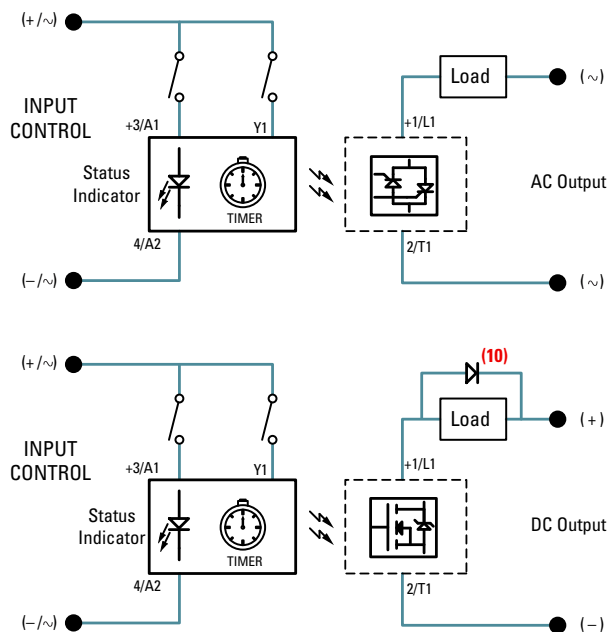 (+/~)
INPUT
CONTROL
+3/A1
Y1
Status
Indicator
TIMER
4/A2
(−/~)
Load
(~)
+1/L1
AC Output
2/T1
(~)
(+/~)
INPUT
CONTROL
+3/A1
Y1
Status
Indicator
TIMER
4/A2
(−/~)
(10)
Load
(+)
+1/L1
DC Output
2/T1
(−)